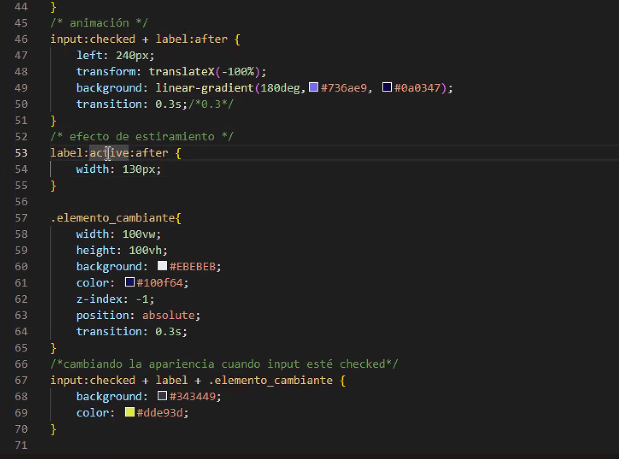 44 }
45 /* animación */
46 input:checked + label:after {
47 left: 240px;
48 transform: translateX(-100%);
49 background: linear-gradient(180deg, #736ae9, #0a0347);
50 transition: 0.3s;/*0.3*/
51 }
52 /* efecto de estiramiento */
53 label:active:after {
54 width: 130px;
55 }
56
57 .elemento_cambiante{
58 width: 100vw;
59 height: 100vh;
60 background: #EBEBEB;
61 color: #100f64;
62 z-index: -1;
63 position: absolute;
64 transition: 0.3s;
65 }
66 /*cambiando la apariencia cuando input esté checked*/
67 input:checked + label + .elemento_cambiante {
68 background: #343449;
69 color: #dde93d;
70 }
71